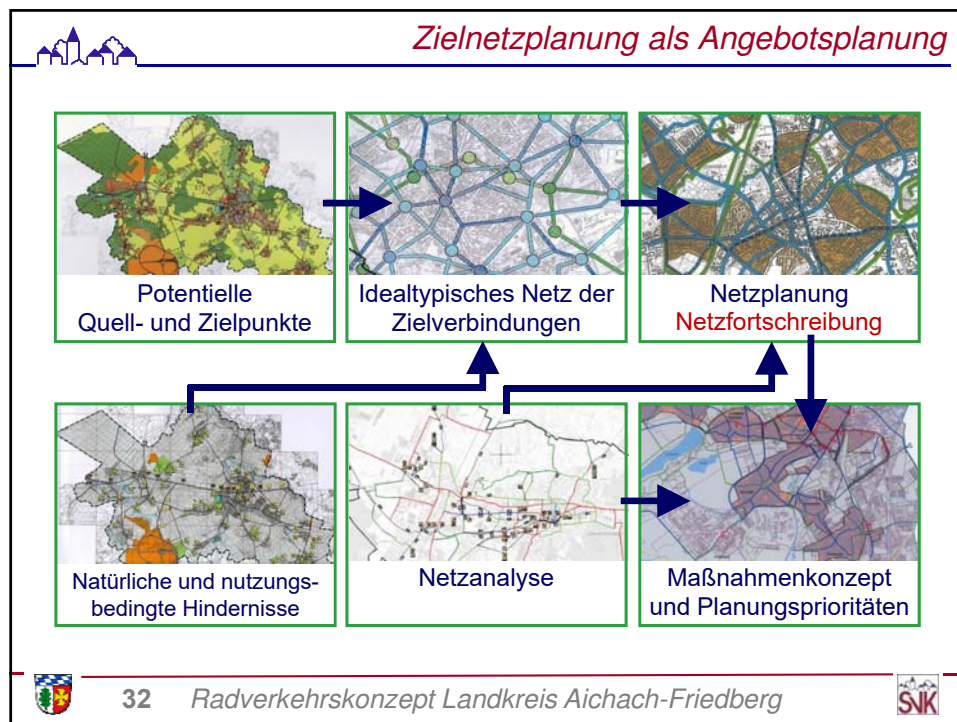 Zielnetzplanung als Angebotsplanung
Potentielle
Quell- und Zielpunkte
Idealtypisches Netz der
Zielverbindungen
Netzplanung
Netzfortschreibung
Natürliche und nutzungs-
bedingte Hindernisse
Netzanalyse
Maßnahmenkonzept
und Planungsprioritäten
32 Radverkehrskonzept Landkreis Aichach-Friedberg
SVK